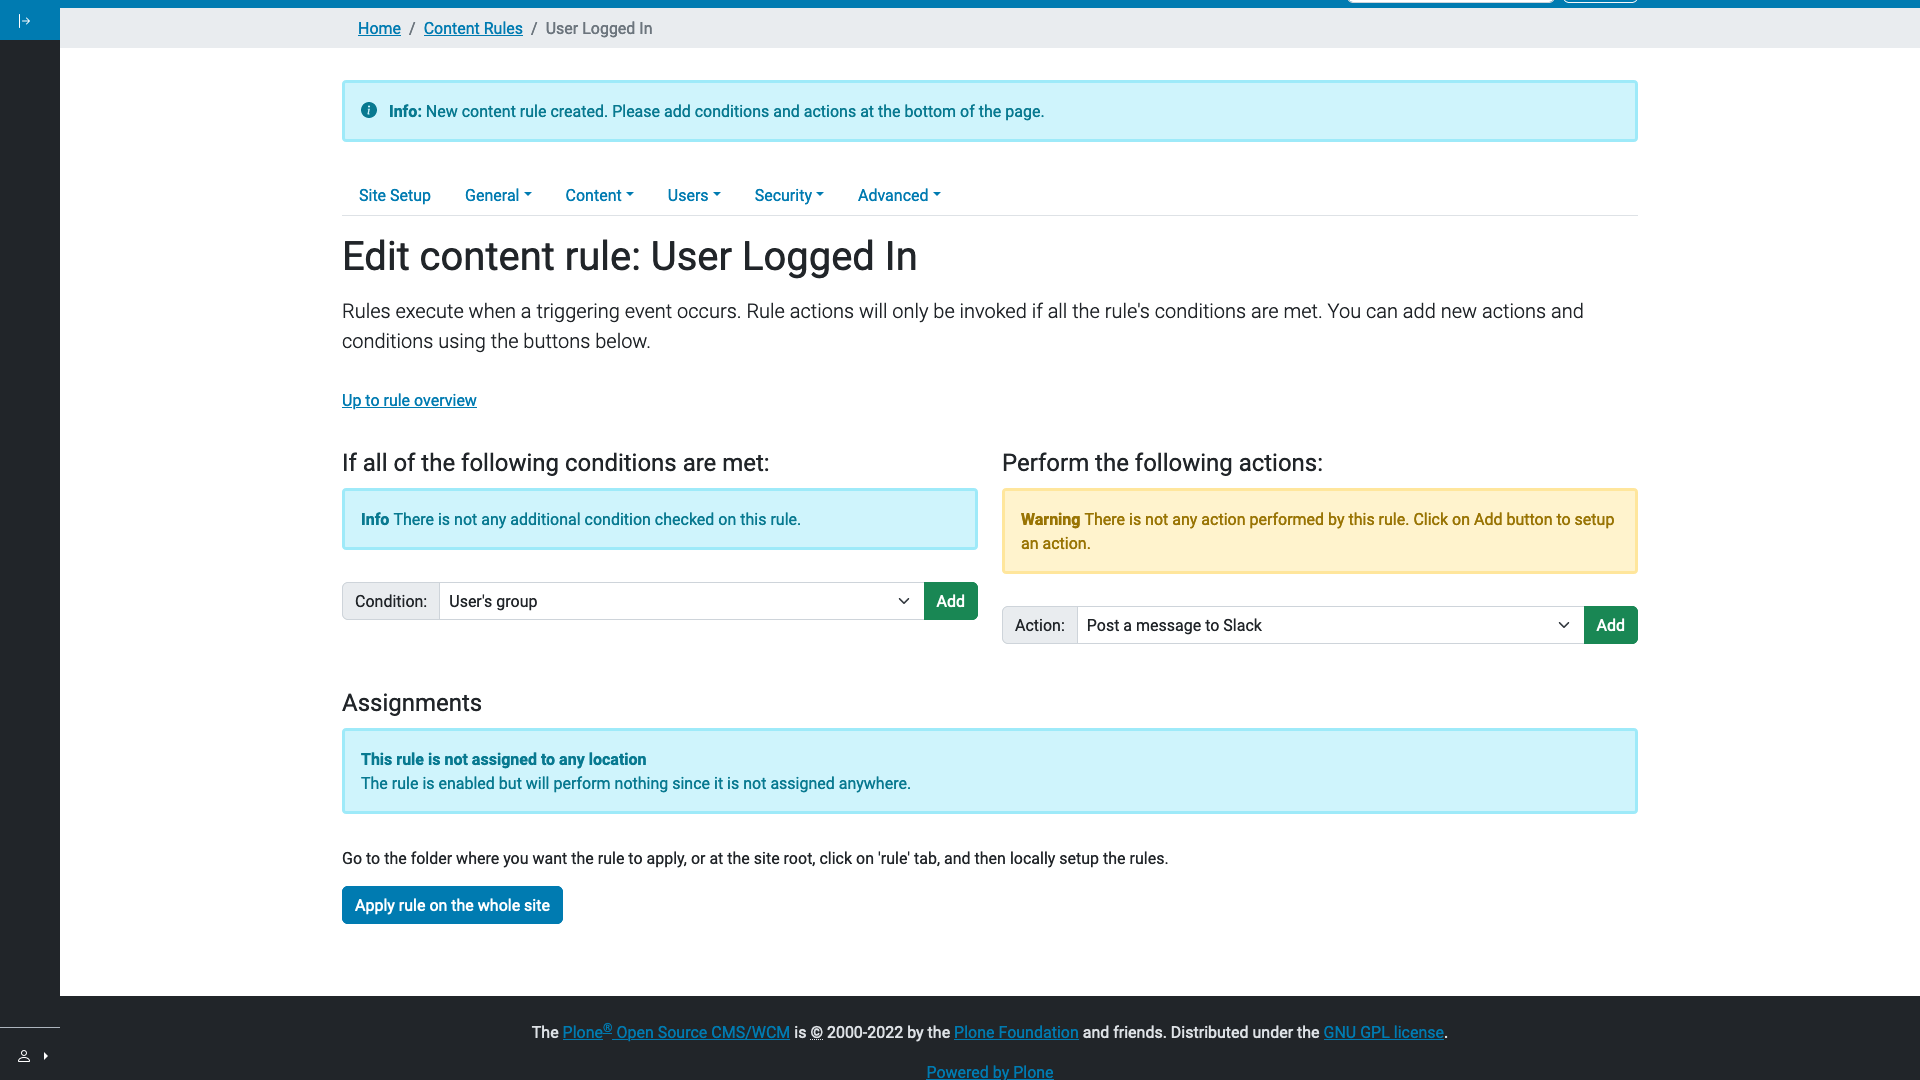 Home / Content Rules / User Logged In
Info: New content rule created. Please add conditions and actions at the bottom of the page.
Site Setup General Content Users Security Advanced
Edit content rule: User Logged In
Rules execute when a triggering event occurs. Rule actions will only be invoked if all the rule's conditions are met. You can add new actions and
conditions using the buttons below.
Up to rule overview
If all of the following conditions are met:
Info There is not any additional condition checked on this rule.
Condition: User's group Add
Perform the following actions:
Warning There is not any action performed by this rule. Click on Add button to setup
an action.
Action: Post a message to Slack Add
Assignments
This rule is not assigned to any location
The rule is enabled but will perform nothing since it is not assigned anywhere.
Go to the folder where you want the rule to apply, or at the site root, click on 'rule' tab, and then locally setup the rules.
Apply rule on the whole site
The Plone® Open Source CMS/WCM is © 2000-2022 by the Plone Foundation and friends. Distributed under the GNU GPL license.
Powered by Plone